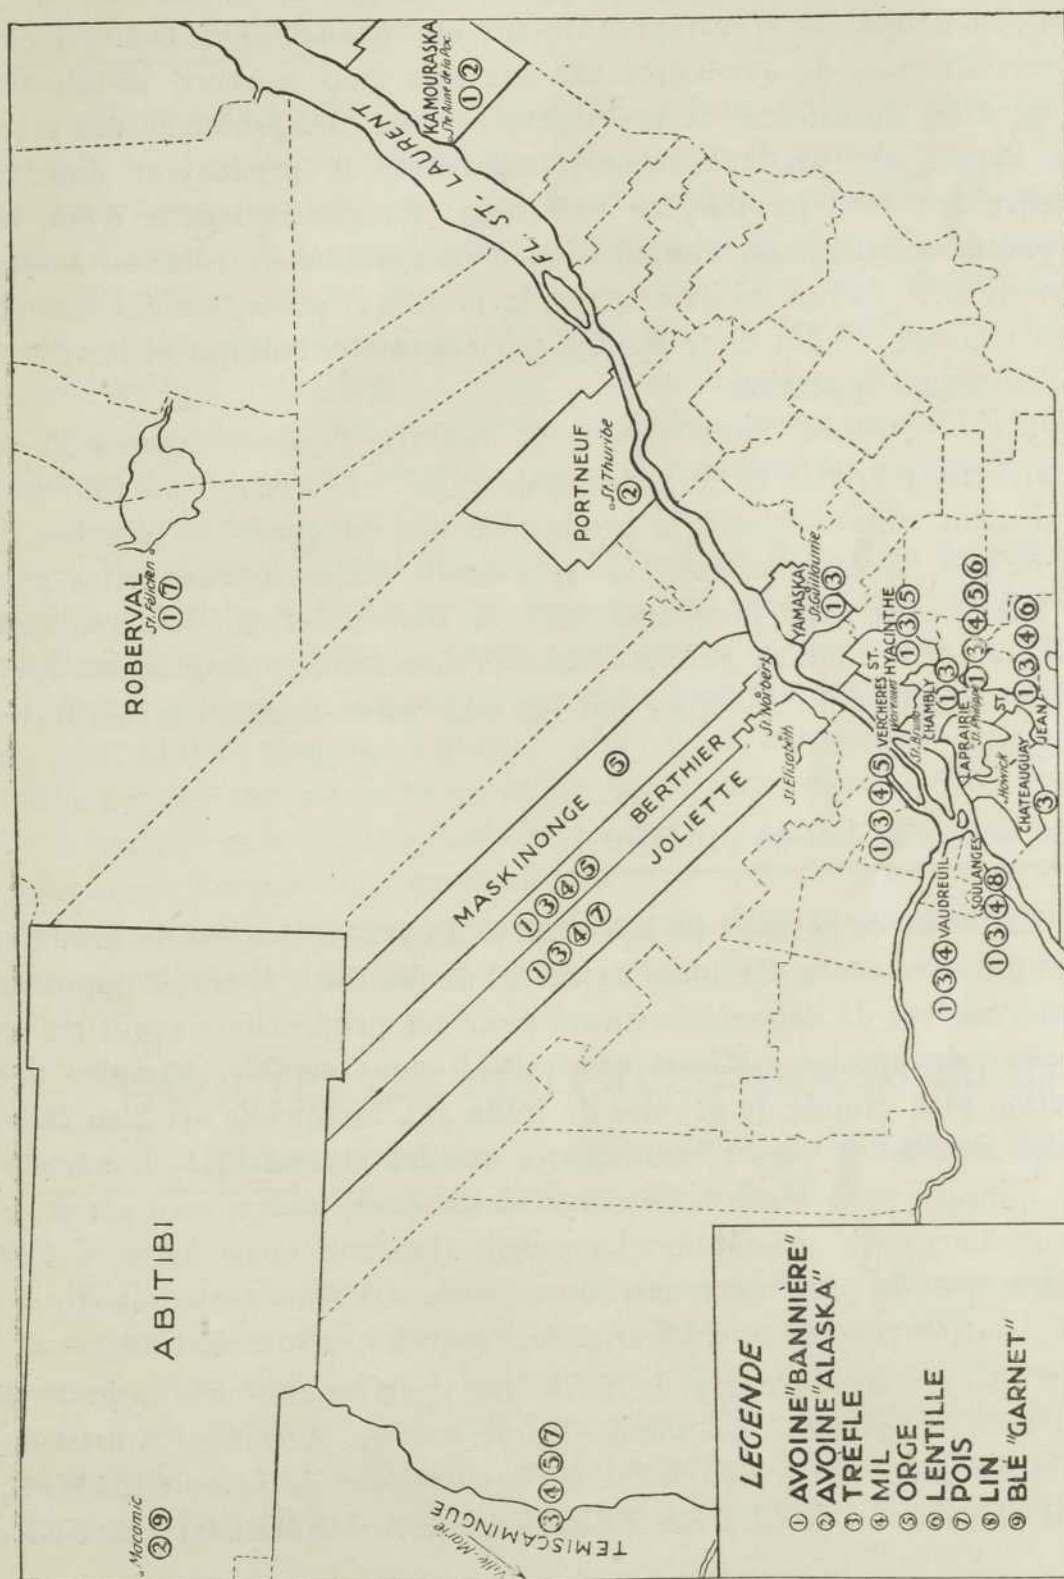 Macamic
② ⑨
ABITIBI
TEMISCAMINGUE
Ville-Marie
③ ④ ⑤ ⑦
ROBERVAL
St. Félicien
① ⑦
KAMOURASKA
Ste Anne de la Poc.
① ②
FL. ST. LAURENT
PORTNEUF
St. Thuribe
②
MASKINONGE ⑤
BERTHIER
① ③ ④ ⑤
JOLIETTE
① ③ ④ ⑦
St. Norbert
St. Elisabeth
YAMASKA
St. Guillaume
① ③
ST.
HYACINTHE
① ③ ⑤
① ③ ④ ⑤ VERCHERES
Varennes
St. Bruno
CHAMBLY
① ③
LAPRAIRIE
St. Philippe
① ③ ④ ⑤ ⑥
ST
JEAN
① ③ ④ ⑥
Howick
CHATEAUGUAY
③
① ③ ④ VAUDREUIL
SOULANGES
① ③ ④ ⑧
LEGENDE
① AVOINE "BANNIÈRE"
② AVOINE "ALASKA"
③ TRÈFLE
④ MIL
⑤ ORGE
⑥ LENTILLE
⑦ POIS
⑧ LIN
⑨ BLÉ "GARNET"